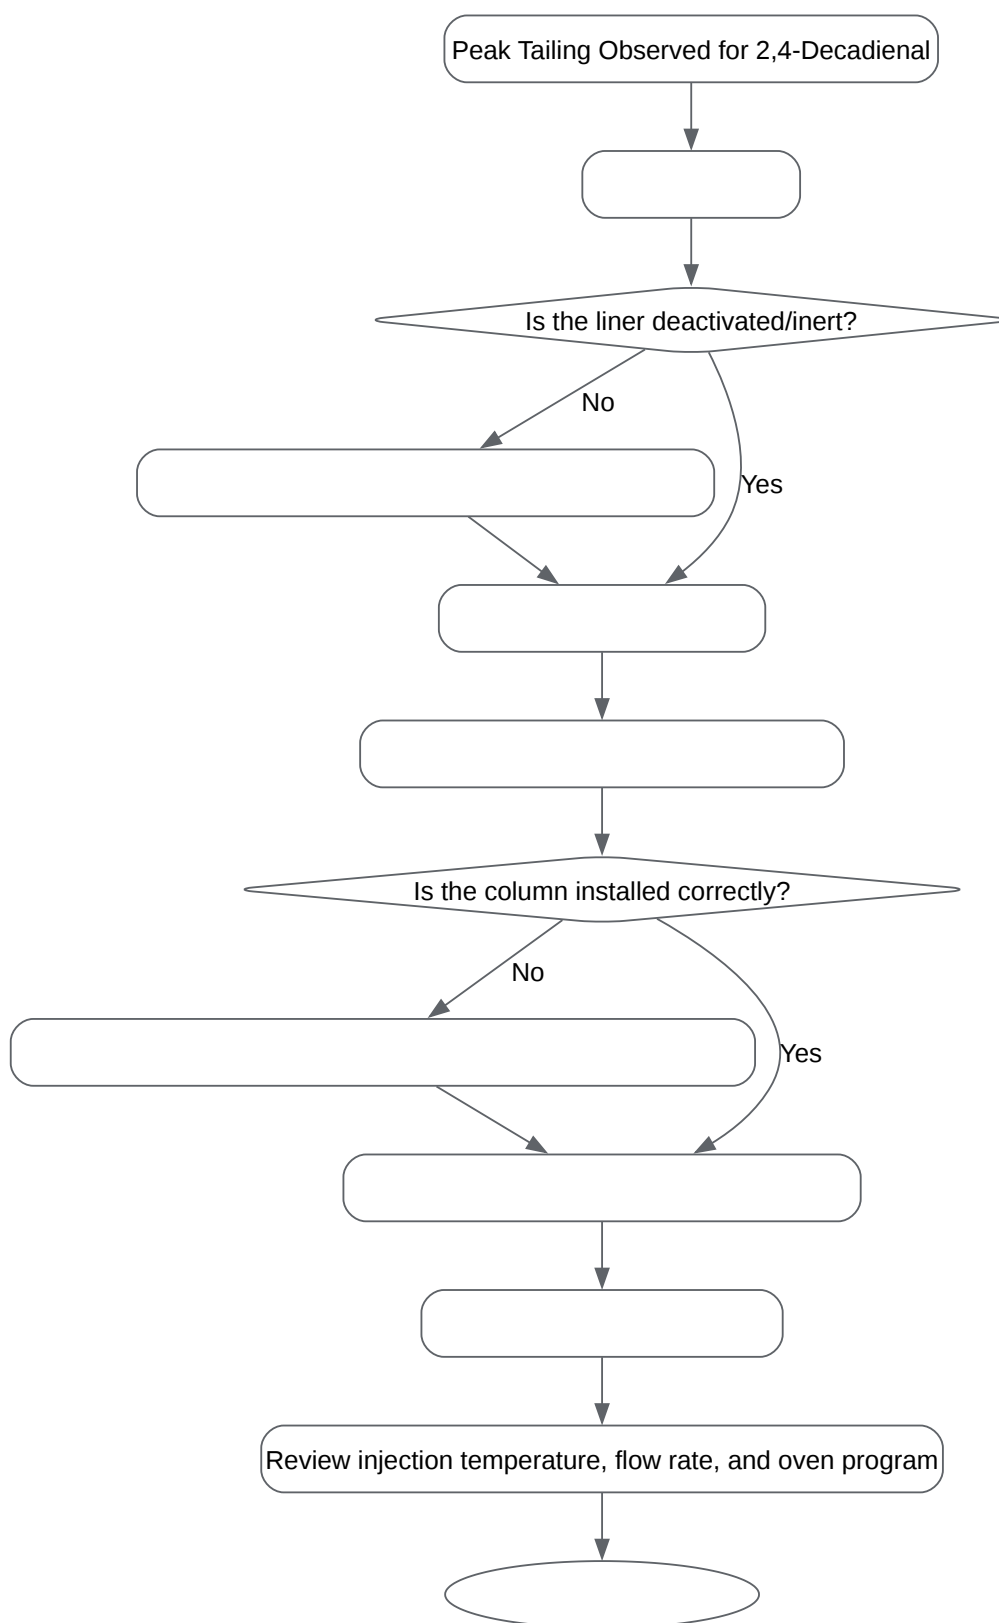 Peak Tailing Observed for 2,4-Decadienal
Is the liner deactivated/inert?
No
Yes
Is the column installed correctly?
No
Yes
Review injection temperature, flow rate, and oven program